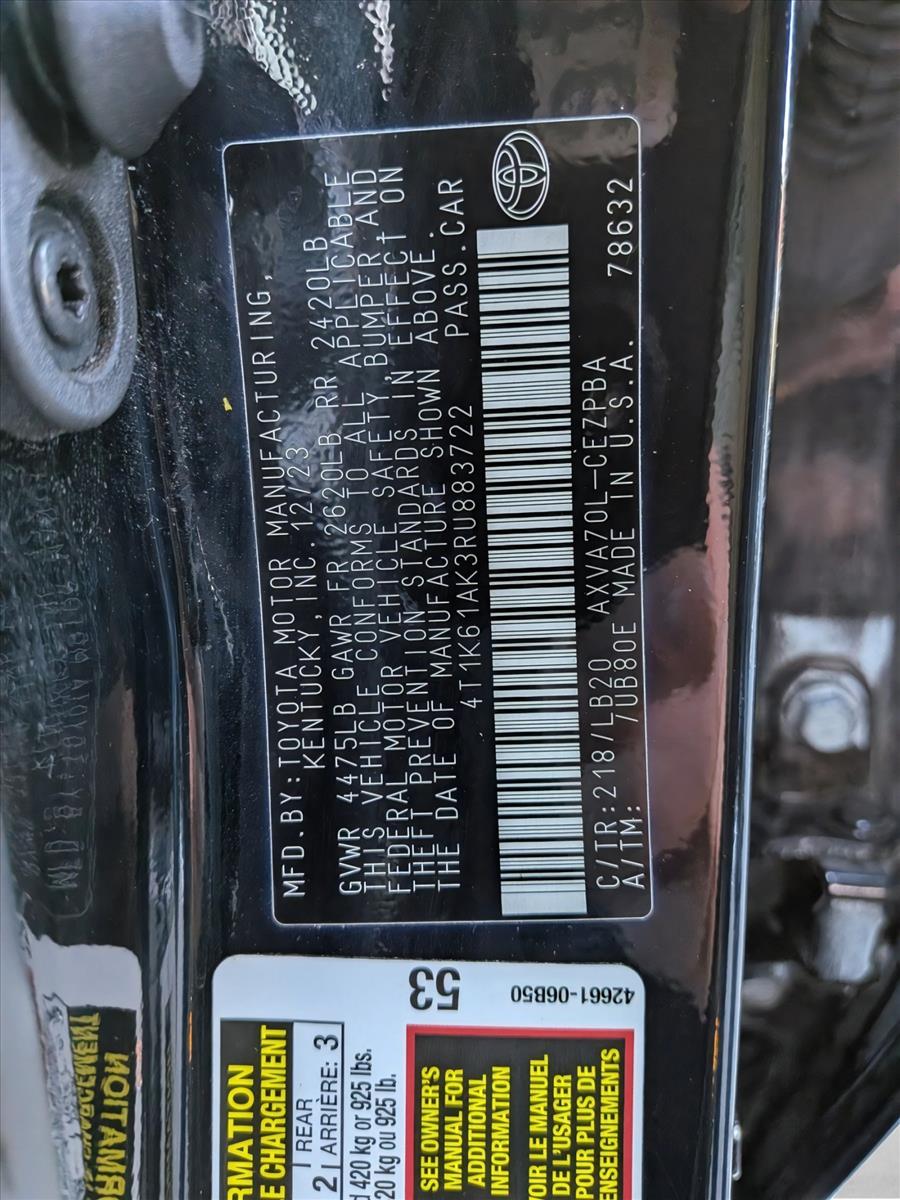 MFD.BY:TOYOTA MOTOR MANUFACTURING,
KENTUCKY, INC. 12/23
GVWR 4475LB GAWR FR 2620LB RR 2420LB
THIS VEHICLE CONFORMS TO ALL APPLICABLE
FEDERAL MOTOR VEHICLE SAFETY, BUMPER, AND
THEFT PREVENTION STANDARDS IN EFFECT ON
THE DATE OF MANUFACTURE SHOWN ABOVE.
4T1K61AK3RU883722 PASS.CAR
C/TR:218/LB20 AXVA70L-CEZPBA
A/TM: /UB80E MADE IN U.S.A. 78632
RMATION
E CHARGEMENT
2 REAR
ARRIÈRE: 3
d 420 kg or 925 lbs.
20 kg ou 925 lb.
53
SEE OWNER'S
MANUAL FOR
ADDITIONAL
INFORMATION
VOIR LE MANUEL
DE L'USAGER
POUR PLUS DE
RENSEIGNEMENTS
42661-06B50